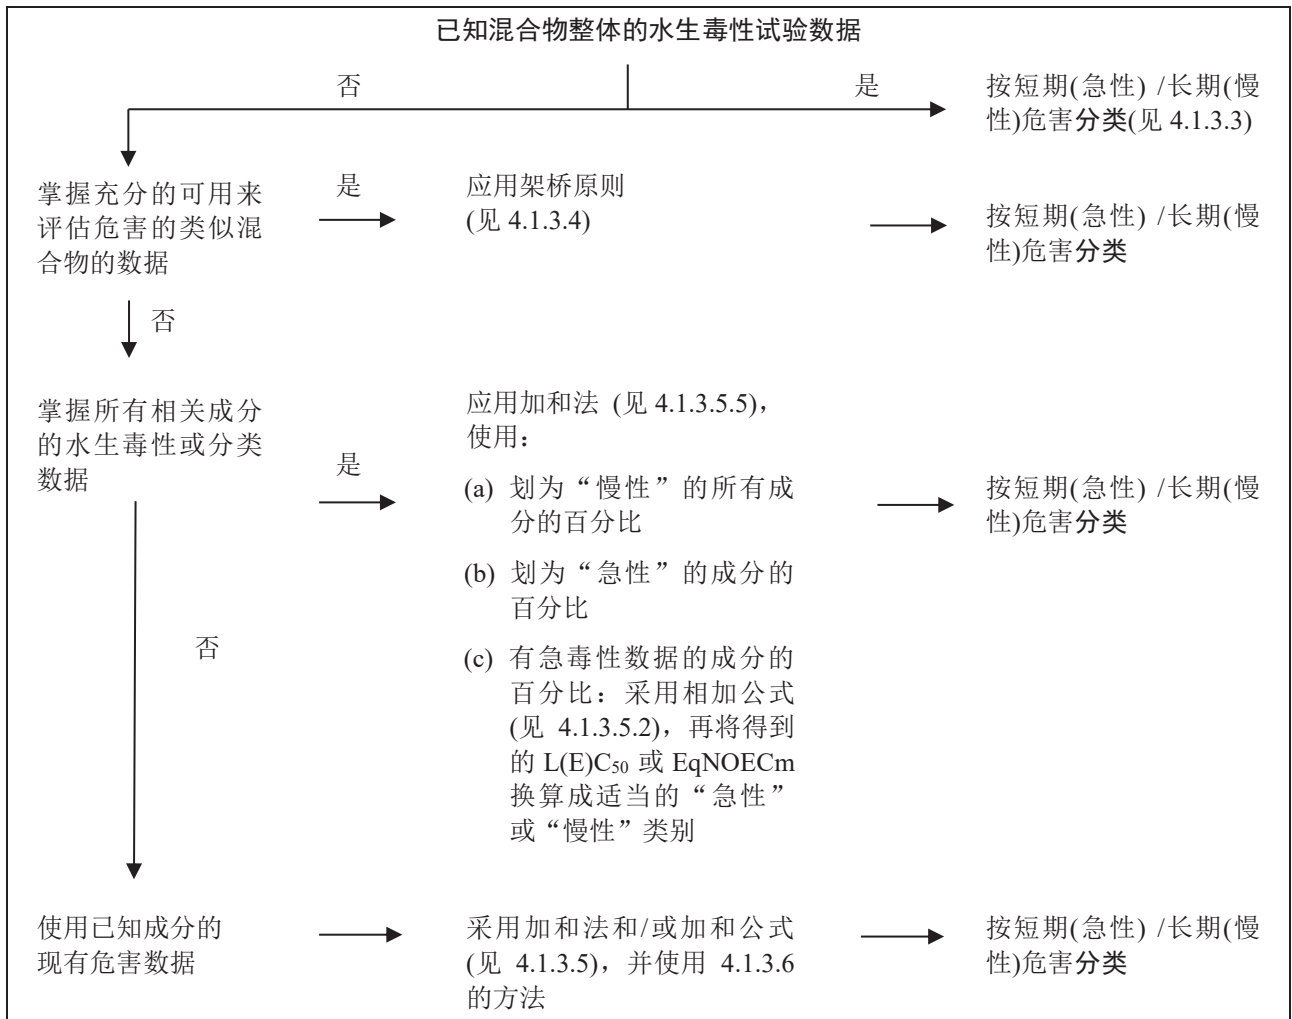 已知混合物整体的水生毒性试验数据
否
是
按短期(急性) /长期(慢
性)危害分类(见 4.1.3.3)
掌握充分的可用来
评估危害的类似混
合物的数据
是
应用架桥原则
(见 4.1.3.4)
按短期(急性) /长期(慢
性)危害分类
否
掌握所有相关成分
的水生毒性或分类
数据
是
应用加和法 (见 4.1.3.5.5)，
使用：
(a) 划为“慢性”的所有成
分的百分比
(b) 划为“急性”的成分的
百分比
(c) 有急毒性数据的成分的
百分比：采用相加公式
(见 4.1.3.5.2)，再将得到
的 L(E)C₅₀ 或 EqNOECm
换算成适当的“急性”
或“慢性”类别
按短期(急性) /长期(慢
性)危害分类
否
使用已知成分的
现有危害数据
采用加和法和/或加和公式
(见 4.1.3.5)，并使用 4.1.3.6
的方法
按短期(急性) /长期(慢
性)危害分类